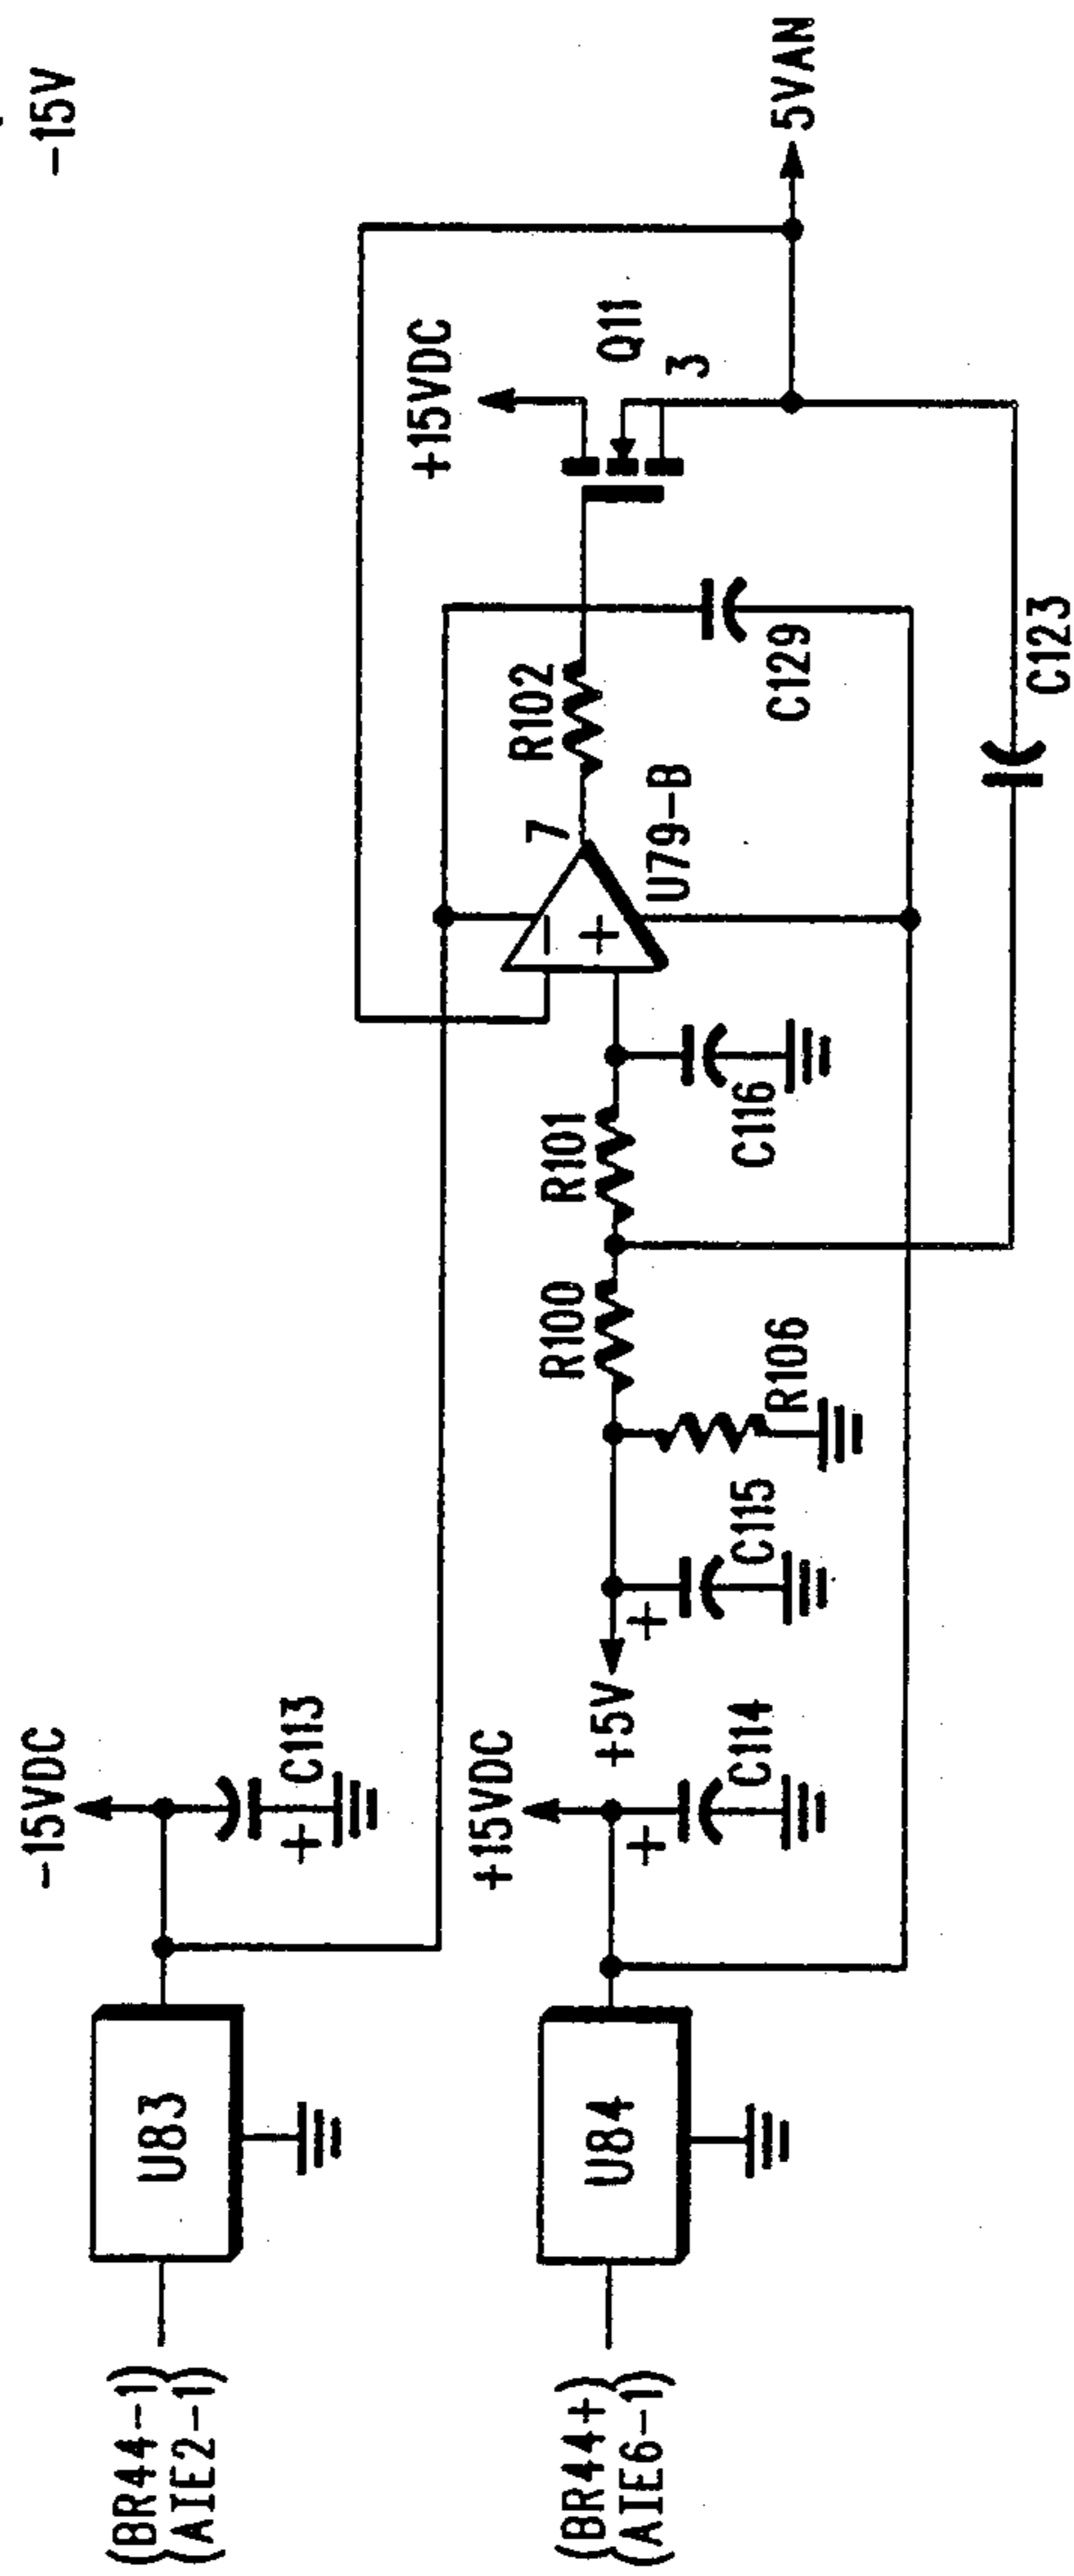 -15V
5VAN
+15VDC
Q11
3
R102
C129
C123
7
U79-B
-
+
R101
C116
R100
R106
C115
+
+5V
-15VDC
C113
+
+15VDC
C114
+
U83
U84
(BR44-1)
(AIE2-1)
(BR44+)
(AIE6-1)